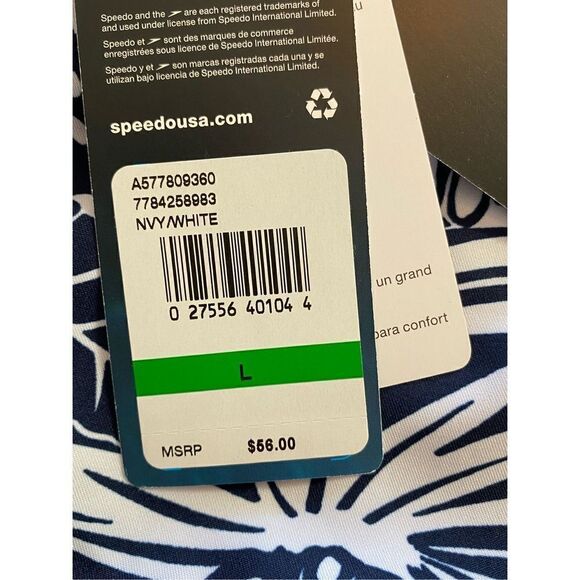 Speedo and the are each registered trademarks of
and used under license from Speedo International Limited.
Speedo et sont des marques de commerce
enregistrées sous licence de Speedo International Limitée.
Speedo y et son marcas registradas cada una y se
utilizan bajo licencia de Speedo International Limited.
speedousa.com
A577809360
7784258983
NVY/WHITE
0 27556 40104 4
L
MSRP $56.00
u
un grand
para confort